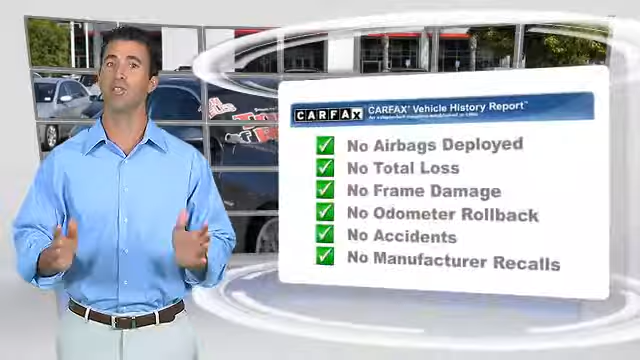 CARFAX CARFAX Vehicle History Report™
No Airbags Deployed
No Total Loss
No Frame Damage
No Odometer Rollback
No Accidents
No Manufacturer Recalls